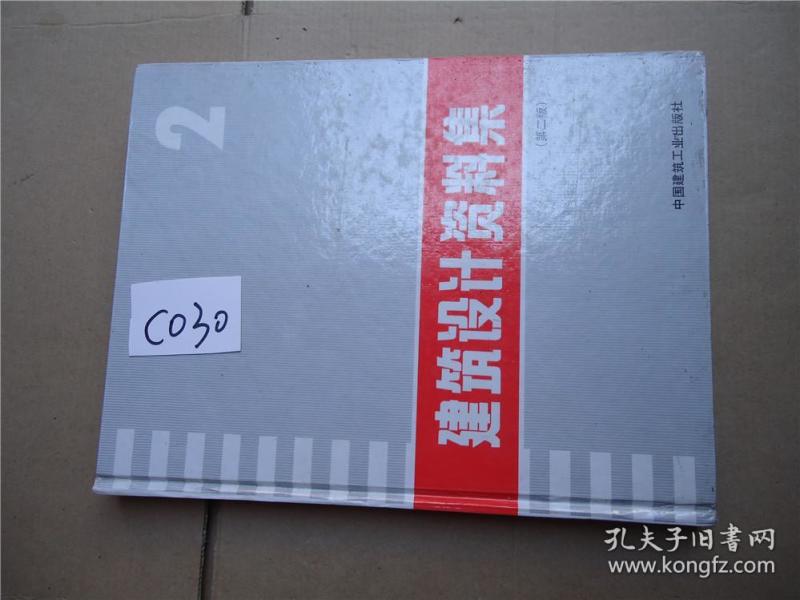 2
建筑设计资料集
(第二版)
中国建筑工业出版社
C030
孔夫子旧书网
www.kongfz.com